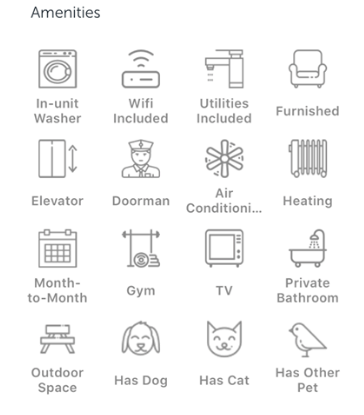 Amenities
In-unit
Washer
Wifi
Included
Utilities
Included
Furnished
Elevator
Doorman
Air
Conditioni...
Heating
Month-
to-Month
Gym
TV
Private
Bathroom
Outdoor
Space
Has Dog
Has Cat
Has Other
Pet